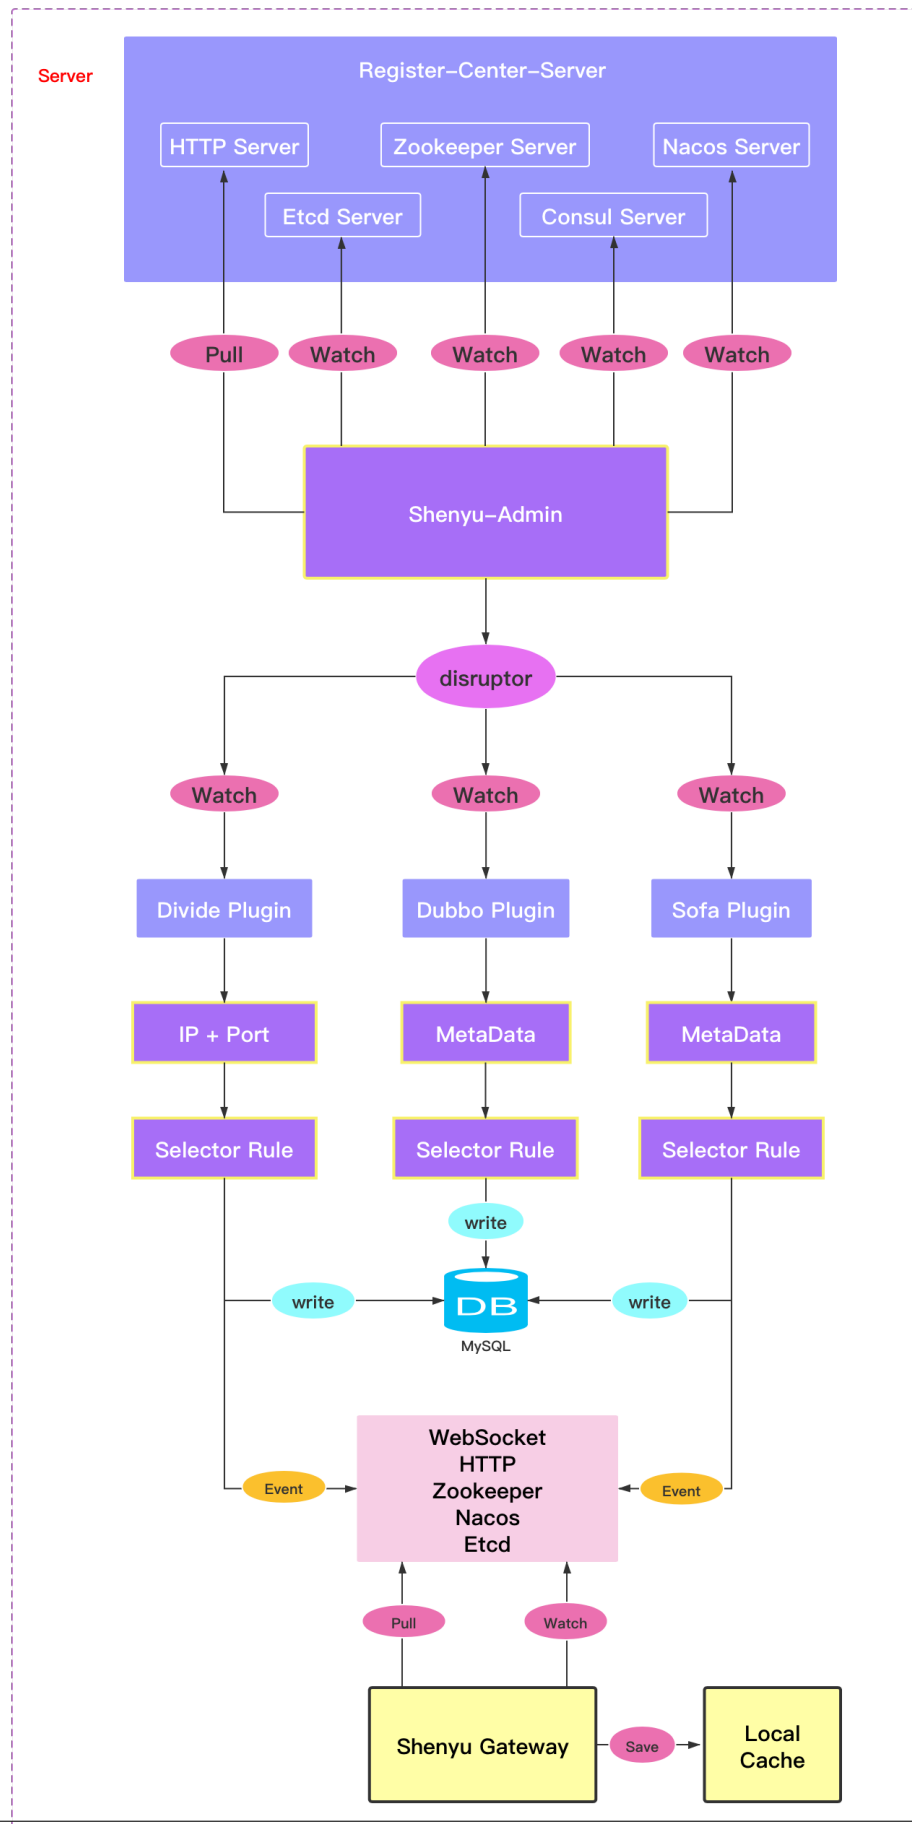 Server
Register-Center-Server
HTTP Server
Zookeeper Server
Nacos Server
Etcd Server
Consul Server
Pull
Watch
Watch
Watch
Watch
Shenyu-Admin
disruptor
Watch
Watch
Watch
Divide Plugin
Dubbo Plugin
Sofa Plugin
IP + Port
MetaData
MetaData
Selector Rule
Selector Rule
Selector Rule
write
write
write
DB
MySQL
WebSocket
HTTP
Zookeeper
Nacos
Etcd
Event
Event
Pull
Watch
Shenyu Gateway
Save
Local
Cache